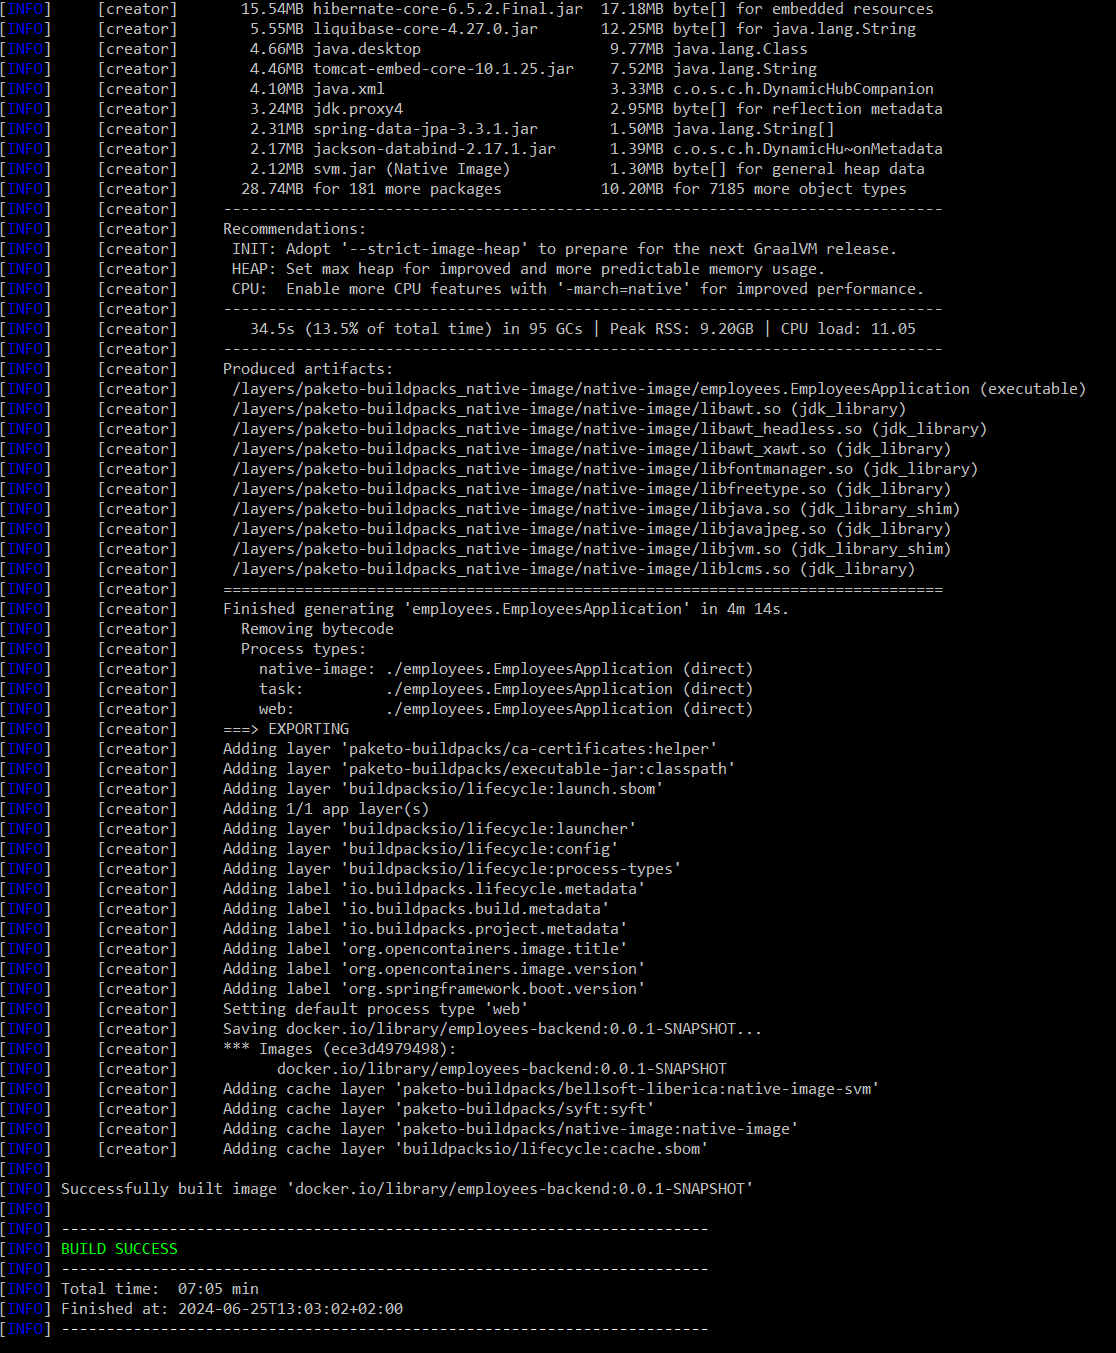 [INFO]     [creator]       15.54MB hibernate-core-6.5.2.Final.jar  17.18MB byte[] for embedded resources
[INFO]     [creator]        5.55MB liquibase-core-4.27.0.jar       12.25MB byte[] for java.lang.String
[INFO]     [creator]        4.66MB java.desktop                     9.77MB java.lang.Class
[INFO]     [creator]        4.46MB tomcat-embed-core-10.1.25.jar    7.52MB java.lang.String
[INFO]     [creator]        4.10MB java.xml                         3.33MB c.o.s.c.h.DynamicHubCompanion
[INFO]     [creator]        3.24MB jdk.proxy4                       2.95MB byte[] for reflection metadata
[INFO]     [creator]        2.31MB spring-data-jpa-3.3.1.jar        1.50MB java.lang.String[]
[INFO]     [creator]        2.17MB jackson-databind-2.17.1.jar      1.39MB c.o.s.c.h.DynamicHu~onMetadata
[INFO]     [creator]        2.12MB svm.jar (Native Image)           1.30MB byte[] for general heap data
[INFO]     [creator]       28.74MB for 181 more packages           10.20MB for 7185 more object types
[INFO]     [creator]     --------------------------------------------------------------------------------
[INFO]     [creator]     Recommendations:
[INFO]     [creator]      INIT: Adopt '--strict-image-heap' to prepare for the next GraalVM release.
[INFO]     [creator]      HEAP: Set max heap for improved and more predictable memory usage.
[INFO]     [creator]      CPU:  Enable more CPU features with '-march=native' for improved performance.
[INFO]     [creator]     --------------------------------------------------------------------------------
[INFO]     [creator]        34.5s (13.5% of total time) in 95 GCs | Peak RSS: 9.20GB | CPU load: 11.05
[INFO]     [creator]     --------------------------------------------------------------------------------
[INFO]     [creator]     Produced artifacts:
[INFO]     [creator]      /layers/paketo-buildpacks_native-image/native-image/employees.EmployeesApplication (executable)
[INFO]     [creator]      /layers/paketo-buildpacks_native-image/native-image/libawt.so (jdk_library)
[INFO]     [creator]      /layers/paketo-buildpacks_native-image/native-image/libawt_headless.so (jdk_library)
[INFO]     [creator]      /layers/paketo-buildpacks_native-image/native-image/libawt_xawt.so (jdk_library)
[INFO]     [creator]      /layers/paketo-buildpacks_native-image/native-image/libfontmanager.so (jdk_library)
[INFO]     [creator]      /layers/paketo-buildpacks_native-image/native-image/libfreetype.so (jdk_library)
[INFO]     [creator]      /layers/paketo-buildpacks_native-image/native-image/libjava.so (jdk_library_shim)
[INFO]     [creator]      /layers/paketo-buildpacks_native-image/native-image/libjavajpeg.so (jdk_library)
[INFO]     [creator]      /layers/paketo-buildpacks_native-image/native-image/libjvm.so (jdk_library_shim)
[INFO]     [creator]      /layers/paketo-buildpacks_native-image/native-image/liblcms.so (jdk_library)
[INFO]     [creator]     ================================================================================
[INFO]     [creator]     Finished generating 'employees.EmployeesApplication' in 4m 14s.
[INFO]     [creator]       Removing bytecode
[INFO]     [creator]       Process types:
[INFO]     [creator]         native-image: ./employees.EmployeesApplication (direct)
[INFO]     [creator]         task:         ./employees.EmployeesApplication (direct)
[INFO]     [creator]         web:          ./employees.EmployeesApplication (direct)
[INFO]     [creator]     ===> EXPORTING
[INFO]     [creator]     Adding layer 'paketo-buildpacks/ca-certificates:helper'
[INFO]     [creator]     Adding layer 'paketo-buildpacks/executable-jar:classpath'
[INFO]     [creator]     Adding layer 'buildpacksio/lifecycle:launch.sbom'
[INFO]     [creator]     Adding 1/1 app layer(s)
[INFO]     [creator]     Adding layer 'buildpacksio/lifecycle:launcher'
[INFO]     [creator]     Adding layer 'buildpacksio/lifecycle:config'
[INFO]     [creator]     Adding layer 'buildpacksio/lifecycle:process-types'
[INFO]     [creator]     Adding label 'io.buildpacks.lifecycle.metadata'
[INFO]     [creator]     Adding label 'io.buildpacks.build.metadata'
[INFO]     [creator]     Adding label 'io.buildpacks.project.metadata'
[INFO]     [creator]     Adding label 'org.opencontainers.image.title'
[INFO]     [creator]     Adding label 'org.opencontainers.image.version'
[INFO]     [creator]     Adding label 'org.springframework.boot.version'
[INFO]     [creator]     Setting default process type 'web'
[INFO]     [creator]     Saving docker.io/library/employees-backend:0.0.1-SNAPSHOT...
[INFO]     [creator]     *** Images (ece3d4979498):
[INFO]     [creator]           docker.io/library/employees-backend:0.0.1-SNAPSHOT
[INFO]     [creator]     Adding cache layer 'paketo-buildpacks/bellsoft-liberica:native-image-svm'
[INFO]     [creator]     Adding cache layer 'paketo-buildpacks/syft:syft'
[INFO]     [creator]     Adding cache layer 'paketo-buildpacks/native-image:native-image'
[INFO]     [creator]     Adding cache layer 'buildpacksio/lifecycle:cache.sbom'
[INFO]
[INFO] Successfully built image 'docker.io/library/employees-backend:0.0.1-SNAPSHOT'
[INFO]
[INFO] ------------------------------------------------------------------------
[INFO] BUILD SUCCESS
[INFO] ------------------------------------------------------------------------
[INFO] Total time:  07:05 min
[INFO] Finished at: 2024-06-25T13:03:02+02:00
[INFO] ------------------------------------------------------------------------